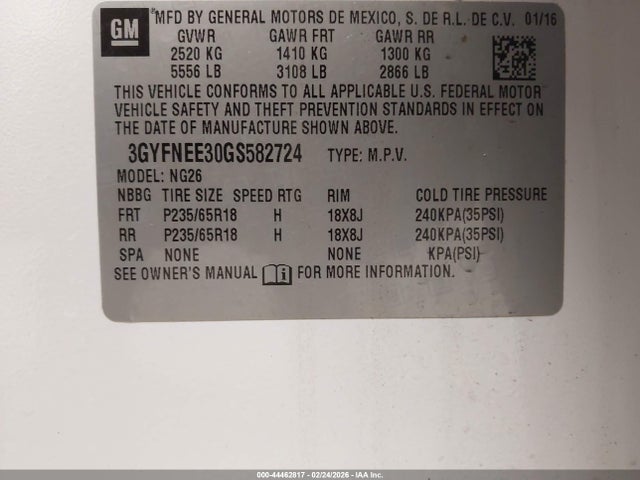 GM
MFD BY GENERAL MOTORS DE MEXICO, S. DE R.L. DE C.V. 01/16
GVWR GAWR FRT GAWR RR
2520 KG 1410 KG 1300 KG
5556 LB 3108 LB 2866 LB
THIS VEHICLE CONFORMS TO ALL APPLICABLE U.S. FEDERAL MOTOR
VEHICLE SAFETY AND THEFT PREVENTION STANDARDS IN EFFECT ON
THE DATE OF MANUFACTURE SHOWN ABOVE.
3GYFNEE30GS582724 TYPE: M.P.V.
MODEL: NG26
NBBG TIRE SIZE SPEED RTG RIM COLD TIRE PRESSURE
FRT P235/65R18 H 18X8J 240KPA(35PSI)
RR P235/65R18 H 18X8J 240KPA(35PSI)
SPA NONE NONE KPA(PSI)
SEE OWNER'S MANUAL FOR MORE INFORMATION.
000-44462817 - 02/24/2026 - IAA Inc.